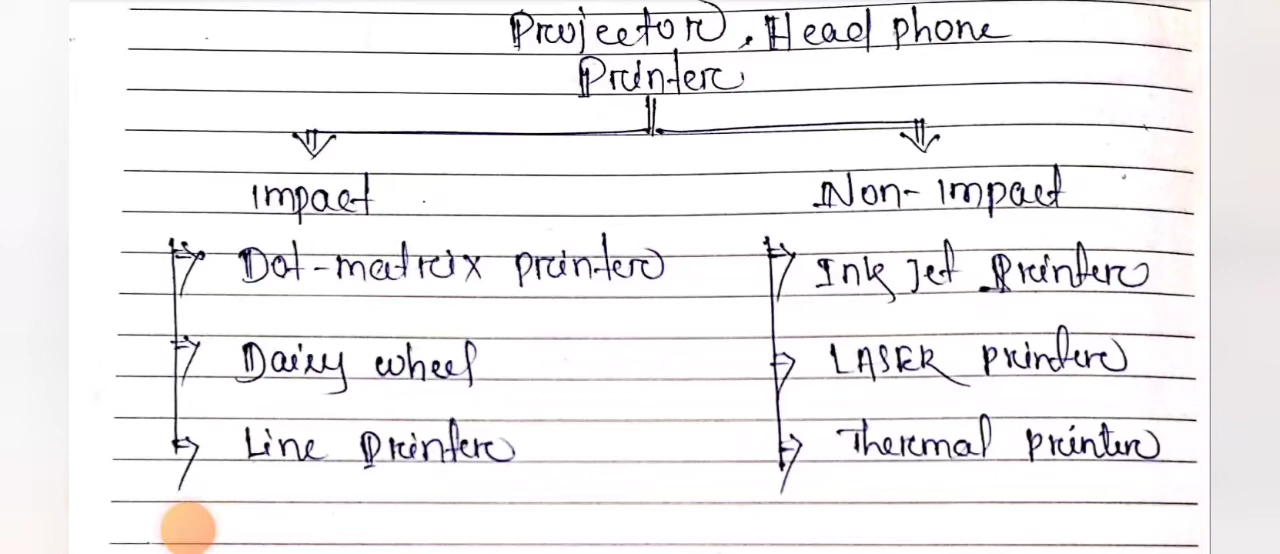 Projector, Head phone
Printer
Impact
Non-impact
Dot-matrix printer
Ink Jet Printer
Daisy wheel
LASER printer
Line Printer
Thermal printer